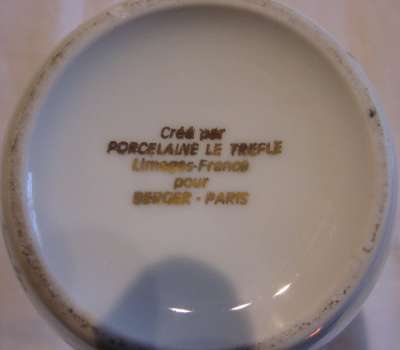 Créé par
PORCELAINE LE TREFLE
Limoges-France
pour
BERGER - PARIS